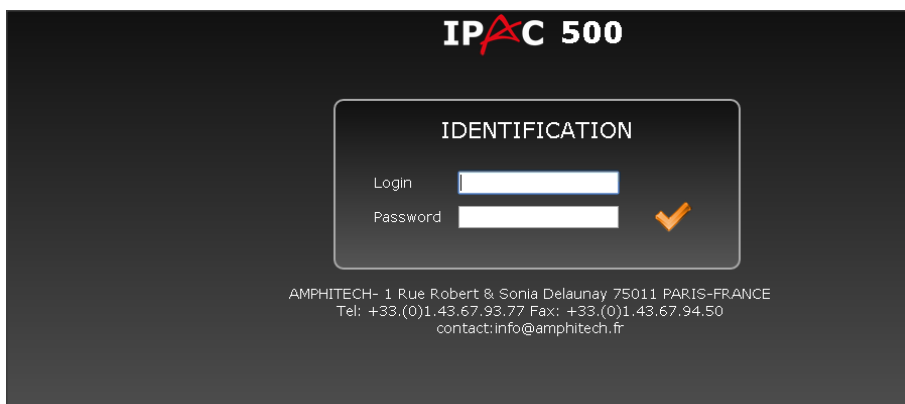 IPAC 500
IDENTIFICATION
Login
Password
AMPHITECH- 1 Rue Robert & Sonia Delaunay 75011 PARIS-FRANCE
Tel: +33.(0)1.43.67.93.77 Fax: +33.(0)1.43.67.94.50
contact:info@amphitech.fr